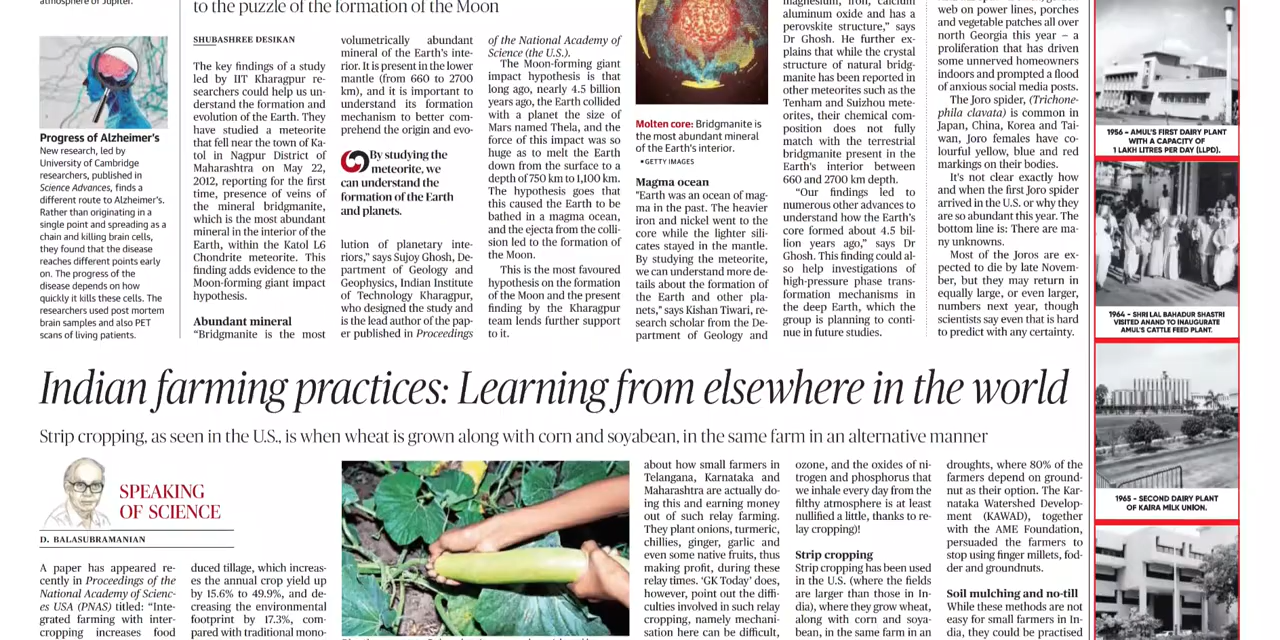 atmosphere of Jupiter.
Progress of Alzheimer's
New research, led by
University of Cambridge
researchers, published in
Science Advances, finds a
different route to Alzheimer's.
Rather than originating in a
single point and spreading as a
chain and killing brain cells,
they found that the disease
reaches different points early
on. The progress of the
disease depends on how
quickly it kills these cells. The
researchers used post mortem
brain samples and also PET
scans of living patients.
to the puzzle of the formation of the Moon
SHUBASHREE DESIKAN
The key findings of a study
led by IIT Kharagpur re-
searchers could help us un-
derstand the formation and
evolution of the Earth. They
have studied a meteorite
that fell near the town of Ka-
tol in Nagpur District of
Maharashtra on May 22,
2012, reporting for the first
time, presence of veins of
the mineral bridgmanite,
which is the most abundant
mineral in the interior of the
Earth, within the Katol L6
Chondrite meteorite. This
finding adds evidence to the
Moon-forming giant impact
hypothesis.
Abundant mineral
"Bridgmanite is the most
volumetrically abundant
mineral of the Earth's inte-
rior. It is present in the lower
mantle (from 660 to 2700
km), and it is important to
understand its formation
mechanism to better com-
prehend the origin and evo-
By studying the
meteorite, we
can understand the
formation of the Earth
and planets.
lution of planetary inte-
riors," says Sujoy Ghosh, De-
partment of Geology and
Geophysics, Indian Institute
of Technology Kharagpur,
who designed the study and
is the lead author of the pap-
er published in Proceedings
of the National Academy of
Science (the U.S.).
The Moon-forming giant
impact hypothesis is that
long ago, nearly 4.5 billion
years ago, the Earth collided
with a planet the size of
Mars named Thela, and the
force of this impact was so
huge as to melt the Earth
down from the surface to a
depth of 750 km to 1,100 km.
The hypothesis goes that
this caused the Earth to be
bathed in a magma ocean,
and the ejecta from the colli-
sion led to the formation of
the Moon.
This is the most favoured
hypothesis on the formation
of the Moon and the present
finding by the Kharagpur
team lends further support
to it.
Molten core: Bridgmanite is
the most abundant mineral
of the Earth's interior.
• GETTY IMAGES
Magma ocean
"Earth was an ocean of mag-
ma in the past. The heavier
iron and nickel went to the
core while the lighter sili-
cates stayed in the mantle.
By studying the meteorite,
we can understand more de-
tails about the formation of
the Earth and other pla-
nets," says Kishan Tiwari, re-
search scholar from the De-
partment of Geology and
magnesium, iron, calcium
aluminum oxide and has a
perovskite structure," says
Dr Ghosh. He further ex-
plains that while the crystal
structure of natural bridg-
manite has been reported in
other meteorites such as the
Tenham and Suizhou mete-
orites, their chemical com-
position does not fully
match with the terrestrial
bridgmanite present in the
Earth's interior between
660 and 2700 km depth.
"Our findings led to
numerous other advances to
understand how the Earth's
core formed about 4.5 bil-
lion years ago," says Dr
Ghosh. This finding could al-
so help investigations of
high-pressure phase trans-
formation mechanisms in
the deep Earth, which the
group is planning to conti-
nue in future studies.
web on power lines, porches
and vegetable patches all over
north Georgia this year – a
proliferation that has driven
some unnerved homeowners
indoors and prompted a flood
of anxious social media posts.
The Joro spider, (Trichone-
phila clavata) is common in
Japan, China, Korea and Tai-
wan, Joro females have co-
lourful yellow, blue and red
markings on their bodies.
It's not clear exactly how
and when the first Joro spider
arrived in the U.S. or why they
are so abundant this year. The
bottom line is: There are ma-
ny unknowns.
Most of the Joros are ex-
pected to die by late Novem-
ber, but they may return in
equally large, or even larger,
numbers next year, though
scientists say even that is hard
to predict with any certainty.
1956 – AMUL'S FIRST DAIRY PLANT
WITH A CAPACITY OF
1 LAKH LITRES PER DAY (LLPD).
1964 – SHRI LAL BAHADUR SHASTRI
VISITED ANAND TO INAUGURATE
AMUL'S CATTLE FEED PLANT.
1965 – SECOND DAIRY PLANT
OF KAIRA MILK UNION.
Indian farming practices: Learning from elsewhere in the world
Strip cropping, as seen in the U.S., is when wheat is grown along with corn and soyabean, in the same farm in an alternative manner
SPEAKING
OF SCIENCE
D. BALASUBRAMANIAN
A paper has appeared re-
cently in Proceedings of the
National Academy of Scienc-
es USA (PNAS) titled: "Inte-
grated farming with inter-
cropping increases food
duced tillage, which increas-
es the annual crop yield up
by 15.6% to 49.9%, and de-
creasing the environmental
footprint by 17.3%, com-
pared with traditional mono-
about how small farmers in
Telangana, Karnataka and
Maharashtra are actually do-
ing this and earning money
out of such relay farming.
They plant onions, turmeric,
chillies, ginger, garlic and
even some native fruits, thus
making profit, during these
relay times. 'GK Today' does,
however, point out the diffi-
culties involved in such relay
cropping, namely mechani-
sation here can be difficult,
ozone, and the oxides of ni-
trogen and phosphorus that
we inhale every day from the
filthy atmosphere is at least
nullified a little, thanks to re-
lay cropping!
Strip cropping
Strip cropping has been used
in the U.S. (where the fields
are larger than those in In-
dia), where they grow wheat,
along with corn and soya-
bean, in the same farm in an
droughts, where 80% of the
farmers depend on ground-
nut as their option. The Kar-
nataka Watershed Develop-
ment (KAWAD), together
with the AME Foundation,
persuaded the farmers to
stop using finger millets, fod-
der and groundnuts.
Soil mulching and no-till
While these methods are not
easy for small farmers in In-
dia, they could be practised